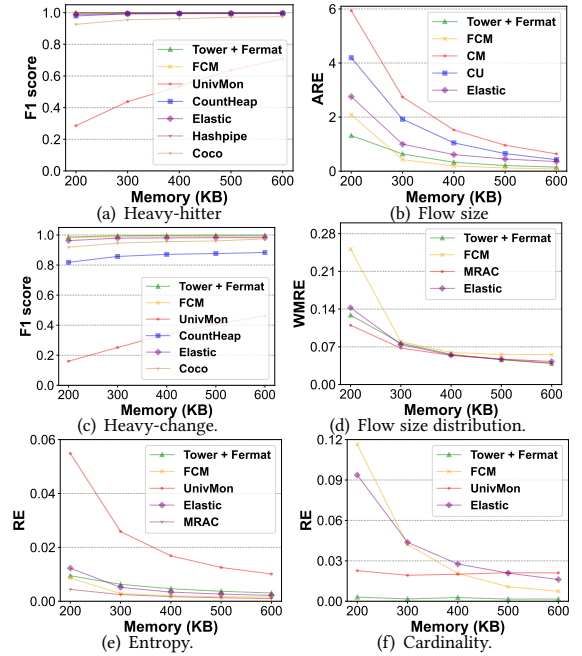 1.0
0.8
0.6
0.4
0.2
0.0
F1 score
Tower + Fermat
FCM
UnivMon
CountHeap
Elastic
Hashpipe
Coco
200 300 400 500 600
Memory (KB)
(a) Heavy-hitter
6
4
2
0
ARE
Tower + Fermat
FCM
CM
CU
Elastic
200 300 400 500 600
Memory (KB)
(b) Flow size
1.0
0.8
0.6
0.4
0.2
0.0
F1 score
Tower + Fermat
FCM
UnivMon
CountHeap
Elastic
Coco
200 300 400 500 600
Memory (KB)
(c) Heavy-change.
0.28
0.21
0.14
0.07
0.00
WMRE
Tower + Fermat
FCM
MRAC
Elastic
200 300 400 500 600
Memory (KB)
(d) Flow size distribution.
0.06
0.04
0.02
0.00
RE
Tower + Fermat
FCM
UnivMon
Elastic
MRAC
200 300 400 500 600
Memory (KB)
(e) Entropy.
0.12
0.09
0.06
0.03
0.00
RE
Tower + Fermat
FCM
UnivMon
Elastic
200 300 400 500 600
Memory (KB)
(f) Cardinality.